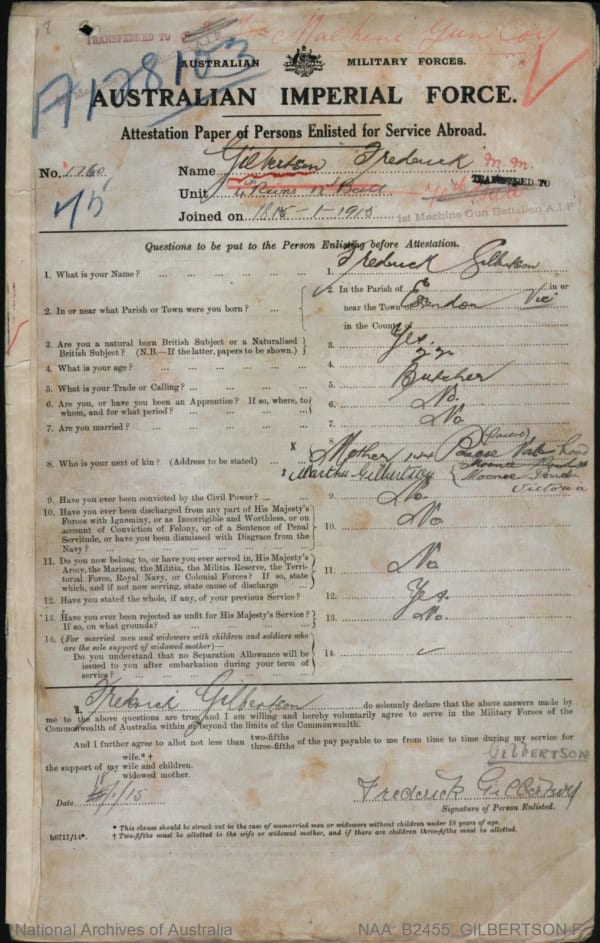 TRANSFERRED TO Machine Gun Coy
A178103
AUSTRALIAN MILITARY FORCES.
AUSTRALIAN IMPERIAL FORCE.
Attestation Paper of Persons Enlisted for Service Abroad.
No. 1760 Name Gilbertson Frederick M.M.
Unit TRANSFERRED TO
1st Machine Gun Battalion A.I.F
Joined on -1-1915
Questions to be put to the Person Enlisting before Attestation.
1. What is your Name? 1. Frederick Gilbertson
2. In or near what Parish or Town were you born? 2. In the Parish of in or
near the Town of Essendon Vic
in the County of
3. Are you a natural born British Subject or a Naturalised
British Subject? (N.B.—If the latter, papers to be shown.) 3. Yes.
4. What is your age? 4. 22
5. What is your Trade or Calling? 5. Butcher
6. Are you, or have you been an Apprentice? If so, where, to
whom, and for what period? 6. No.
7. Are you married? 7. No
8. Who is your next of kin? (Address to be stated) 8. x Mother 144 Pascoe Vale Road
Martha Gilbertson Moonee Ponds
Victoria
9. Have you ever been convicted by the Civil Power? 9. No.
10. Have you ever been discharged from any part of His Majesty's
Forces with Ignominy, or as Incorrigible and Worthless, or on
account of Conviction of Felony, or of a Sentence of Penal
Servitude, or have you been dismissed with Disgrace from the
Navy? 10. No.
11. Do you now belong to, or have you ever served in, His Majesty's
Army, the Marines, the Militia, the Militia Reserve, the Terri-
torial Force, Royal Navy, or Colonial Forces? If so, state
which, and if not now serving, state cause of discharge 11. No
12. Have you stated the whole, if any, of your previous Service? 12. Yes.
13. Have you ever been rejected as unfit for His Majesty's Service?
If so, on what grounds? 13. No.
14. (For married men and widowers with children and soldiers who
are the sole support of widowed mother)—
Do you understand that no Separation Allowance will be
issued to you after embarkation during your term of
service? 14.
I, Frederick Gilbertson do solemnly declare that the above answers made by
me to the above questions are true, and I am willing and hereby voluntarily agree to serve in the Military Forces of the
Commonwealth of Australia within or beyond the limits of the Commonwealth.
And I further agree to allot not less than two-fifths three-fifths of the pay payable to me from time to time during my service for
GILBERTSON
wife.* †
the support of my wife and children.
widowed mother.
Date /1/15 Frederick Gilbertson
Signature of Person Enlisted.
* This clause should be struck out in the case of unmarried men or widowers without children under 18 years of age.
† Two-fifths must be allotted to the wife or widowed mother, and if there are children three-fifths must be allotted.
b0717/14*.
National Archives of Australia NAA: B2455, GILBERTSON F